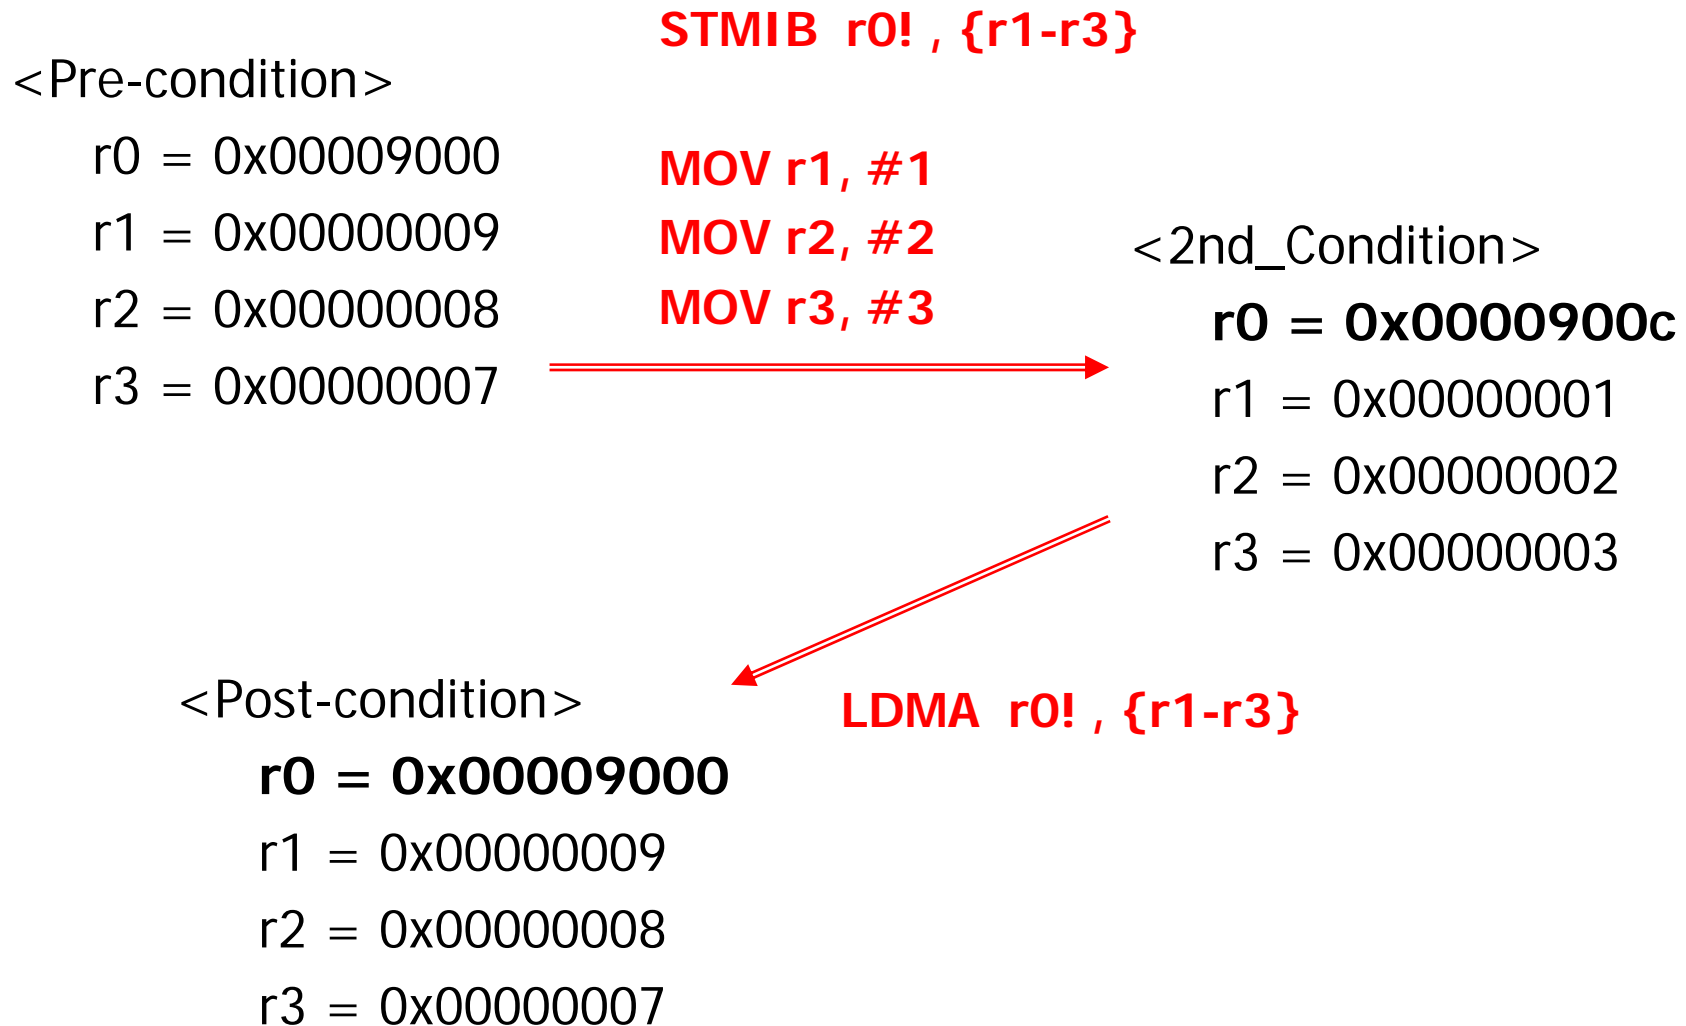 STMIB r0! , {r1-r3}
<Pre-condition>
r0 = 0x00009000
r1 = 0x00000009
r2 = 0x00000008
r3 = 0x00000007
MOV r1, #1
MOV r2, #2
MOV r3, #3
<2nd_Condition>
r0 = 0x0000900c
r1 = 0x00000001
r2 = 0x00000002
r3 = 0x00000003
<Post-condition>
r0 = 0x00009000
r1 = 0x00000009
r2 = 0x00000008
r3 = 0x00000007
LDMA r0! , {r1-r3}